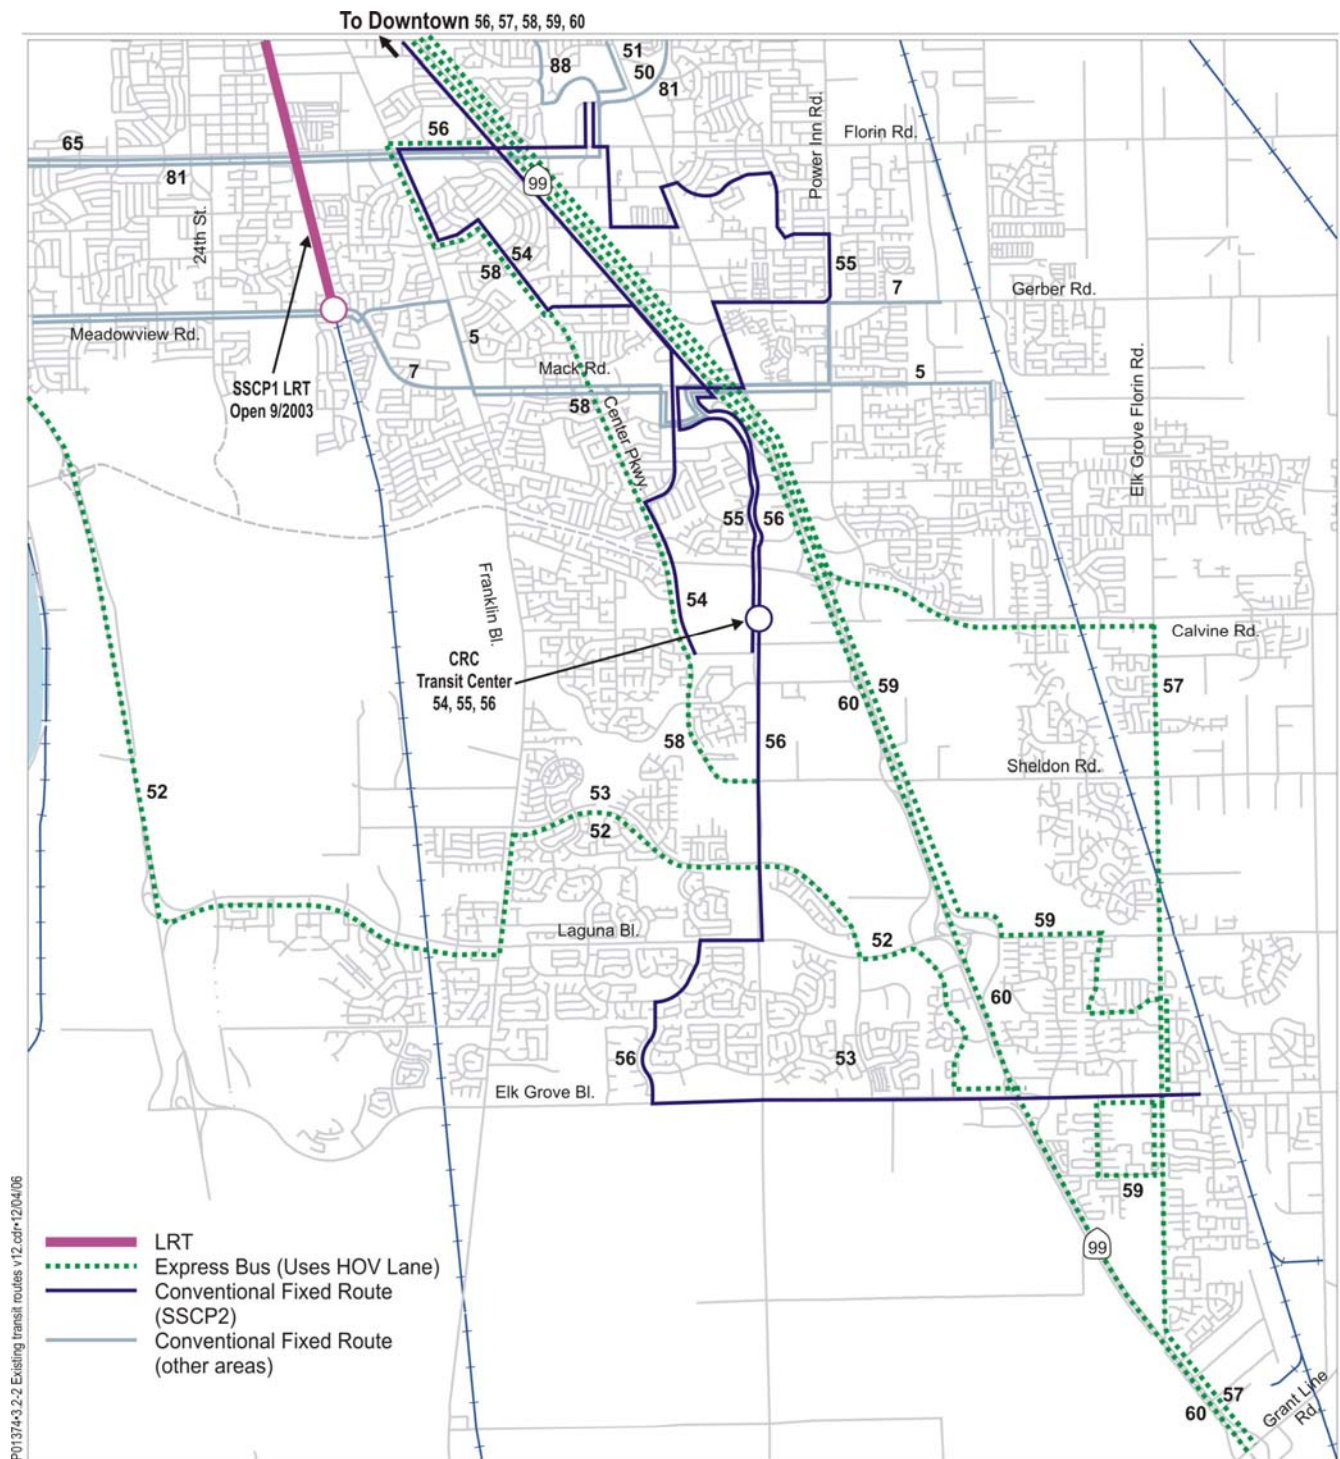 To Downtown 56, 57, 58, 59, 60
51
88
50
81
56
Power Inn Rd.
Florin Rd.
65
81
99
24th St.
54
58
55
7
Gerber Rd.
Meadowview Rd.
5
Mack Rd.
7
5
SSCP1 LRT
Open 9/2003
58
Center Pkwy.
Elk Grove Florin Rd.
55
56
Franklin Bl.
54
Calvine Rd.
CRC
Transit Center
54, 55, 56
59
60
57
58
56
Sheldon Rd.
52
53
52
59
Laguna Bl.
52
60
56
53
Elk Grove Bl.
59
99
LRT
Express Bus (Uses HOV Lane)
Conventional Fixed Route
(SSCP2)
Conventional Fixed Route
(other areas)
57
60
Grant Line
Rd.
P01374•3.2-2 Existing transit routes v12.cdr•12/04/06